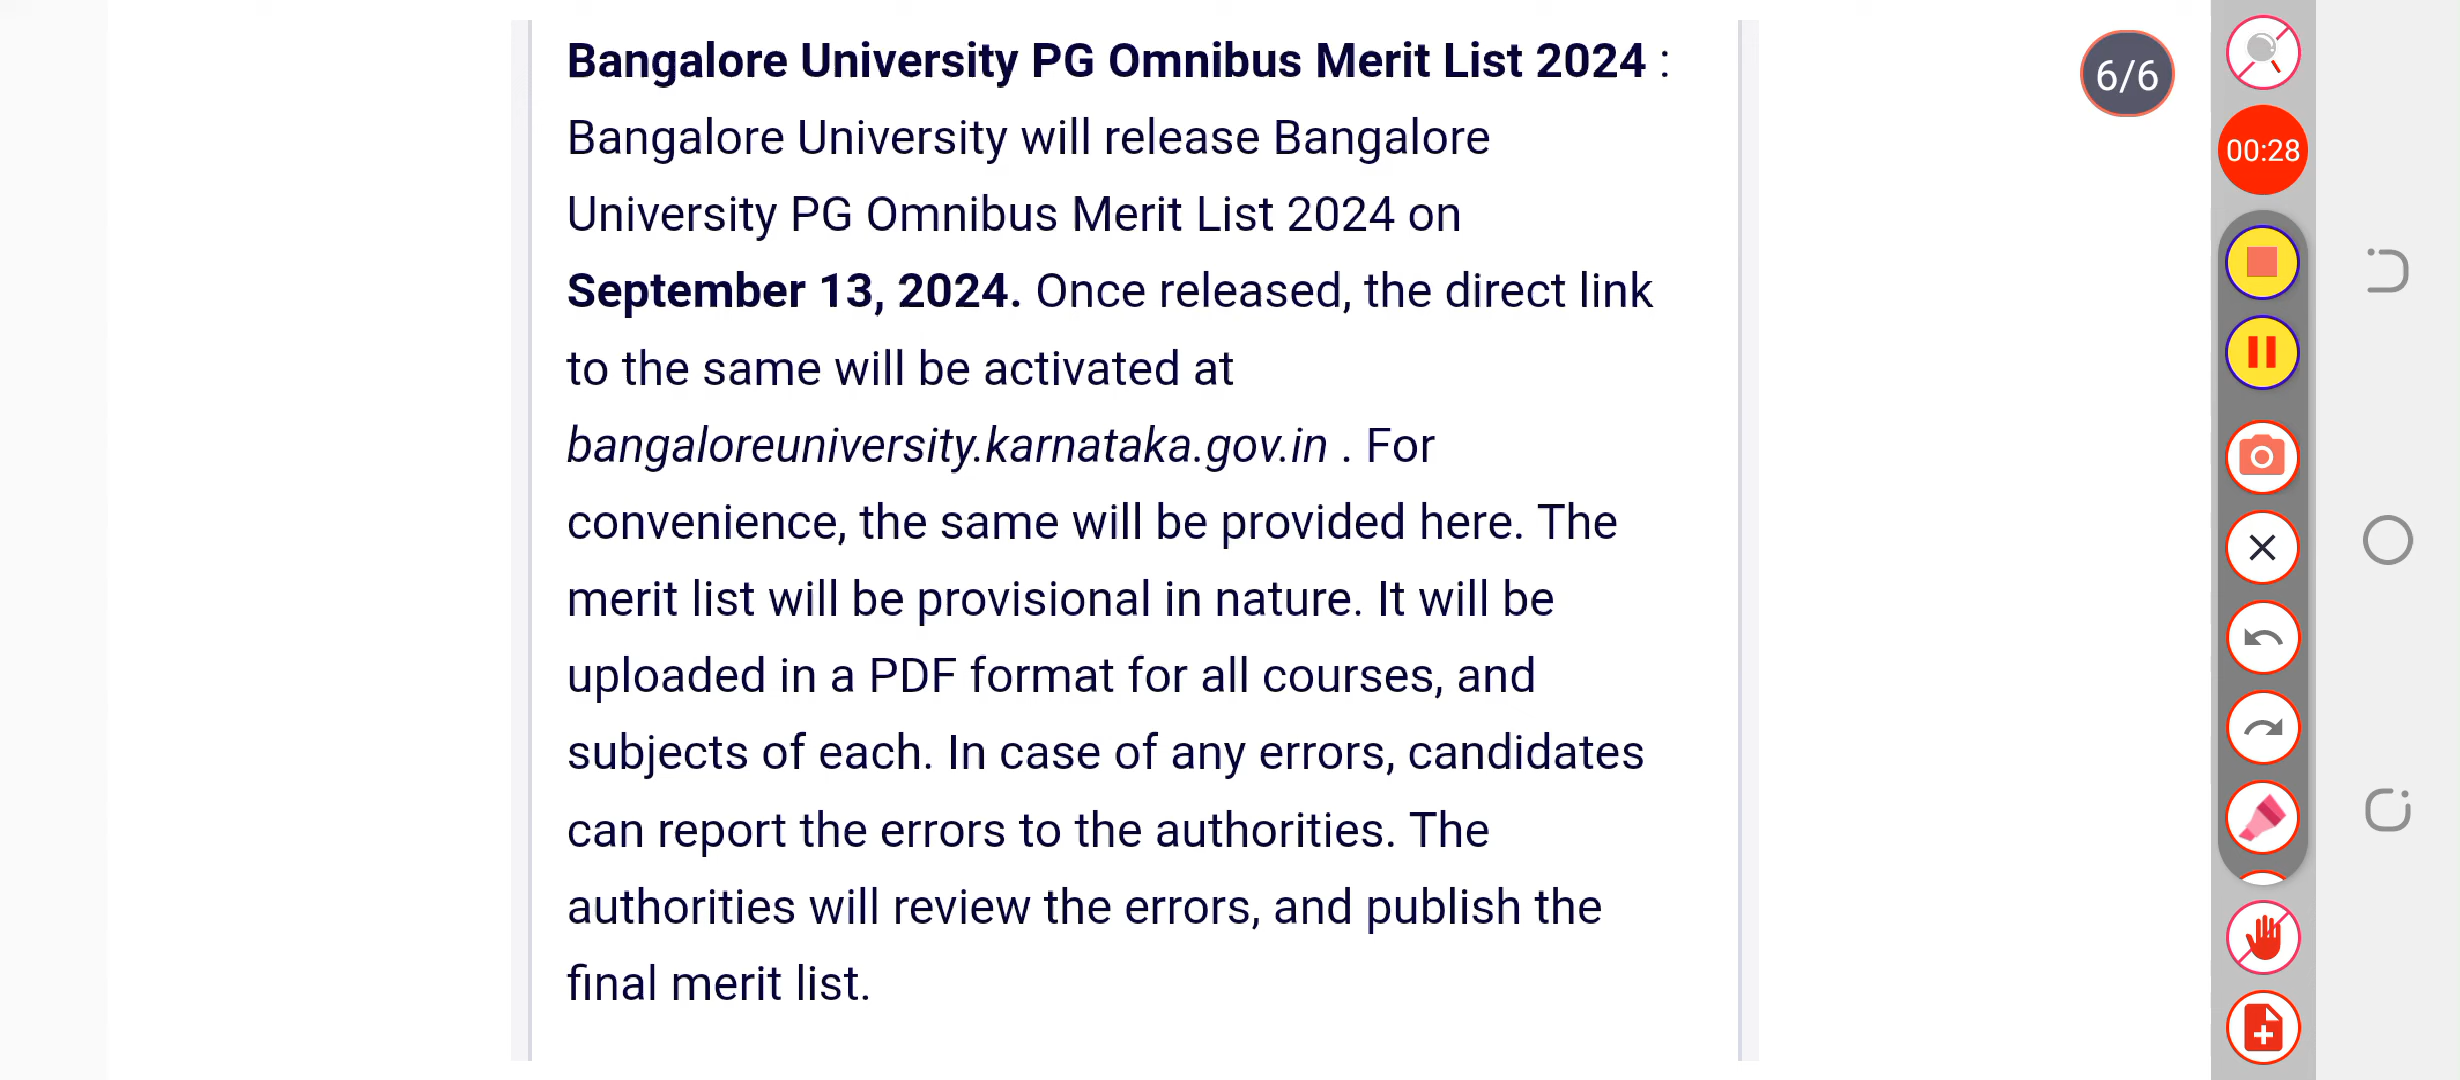 Bangalore University PG Omnibus Merit List 2024 :
Bangalore University will release Bangalore
University PG Omnibus Merit List 2024 on
September 13, 2024. Once released, the direct link
to the same will be activated at
bangaloreuniversity.karnataka.gov.in . For
convenience, the same will be provided here. The
merit list will be provisional in nature. It will be
uploaded in a PDF format for all courses, and
subjects of each. In case of any errors, candidates
can report the errors to the authorities. The
authorities will review the errors, and publish the
final merit list.
6/6
00:28